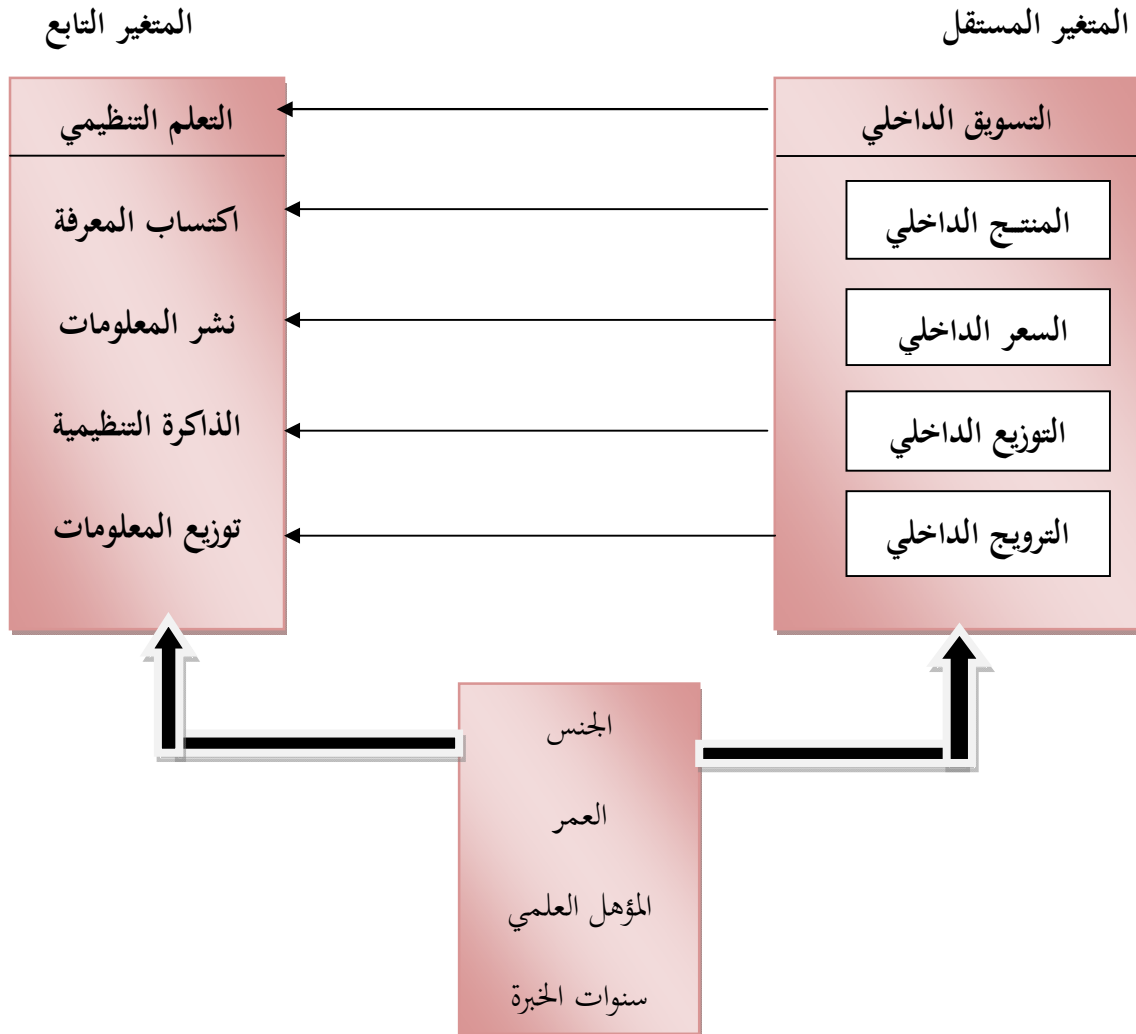 المتغير المستقل
المتغير التابع
التسويق الداخلي
المنتـج الداخلي
السعر الداخلي
التوزيع الداخلي
الترويج الداخلي
التعلم التنظيمي
اكتساب المعرفة
نشر المعلومات
الذاكرة التنظيمية
توزيع المعلومات
الجنس
العمر
المؤهل العلمي
سنوات الخبرة